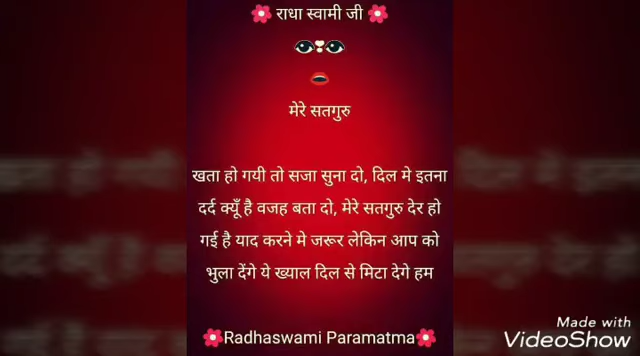 🌸 राधा स्वामी जी 🌸
मेरे सतगुरु
खता हो गयी तो सजा सुना दो, दिल मे इतना
दर्द क्यूँ है वजह बता दो, मेरे सतगुरु देर हो
गई है याद करने मे जरूर लेकिन आप को
भुला देंगे ये ख्याल दिल से मिटा देगे हम
🌸Radhaswami Paramatma🌸
Made with
VideoShow